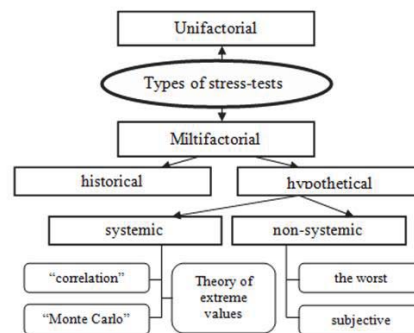 Unifactorial
Types of stress-tests
Miltifactorial
historical
hypothetical
systemic
non-systemic
“correlation”
Theory of
extreme
values
the worst
“Monte Carlo”
subjective